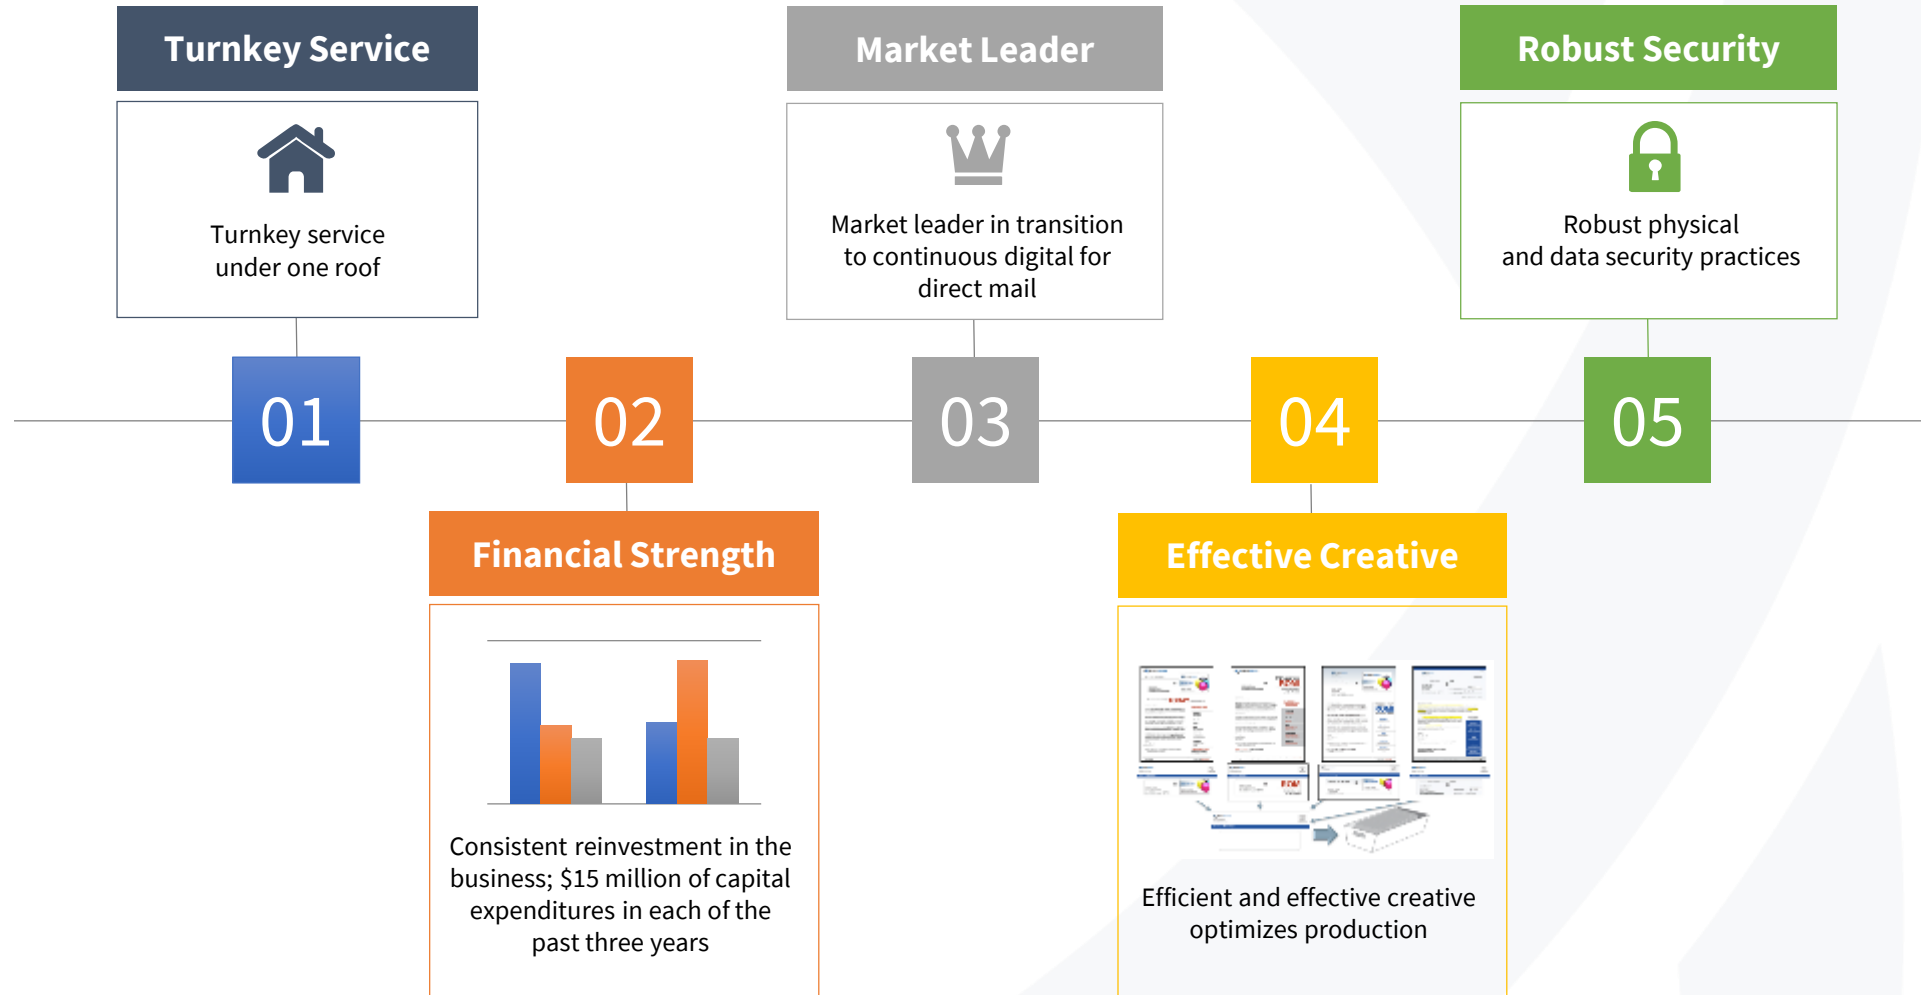 Turnkey Service
Turnkey service
under one roof
Market Leader
Market leader in transition
to continuous digital for
direct mail
Robust Security
Robust physical
and data security practices
01
02
03
04
05
Financial Strength
Consistent reinvestment in the
business; $15 million of capital
expenditures in each of the
past three years
Effective Creative
Efficient and effective creative
optimizes production